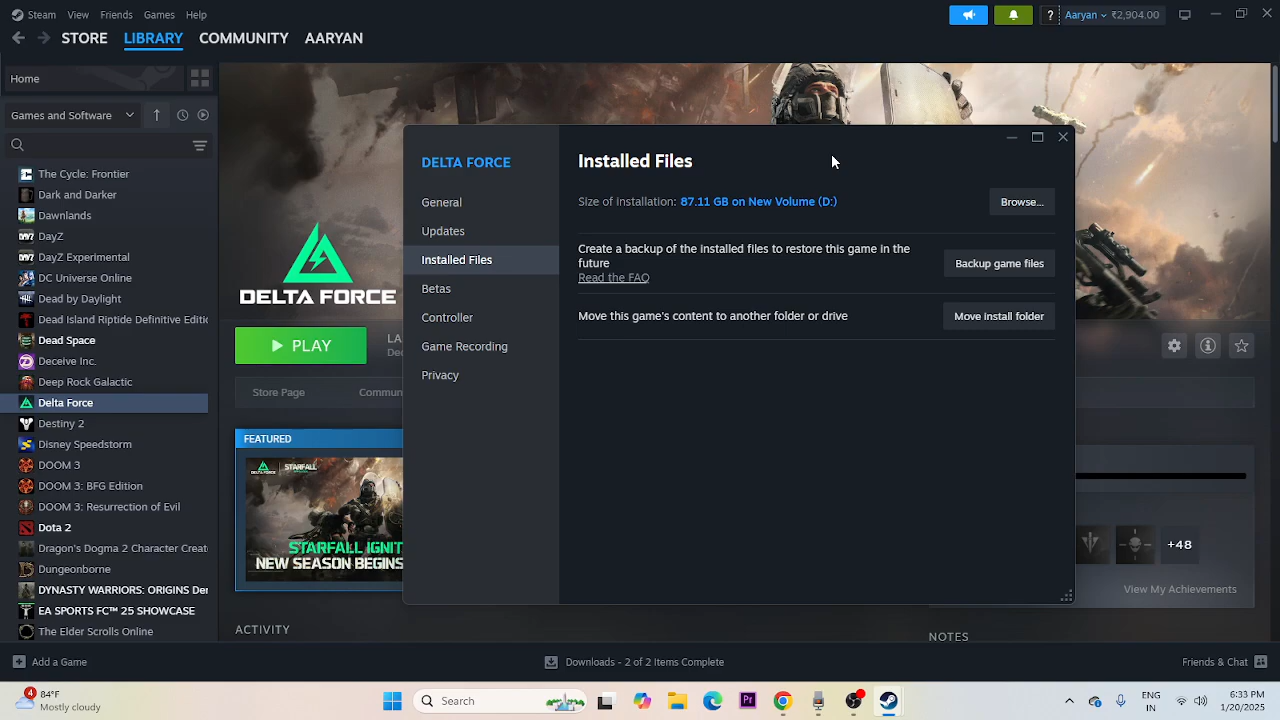 Steam View Friends Games Help
? Aaryan ₹2,904.00
STORE LIBRARY COMMUNITY AARYAN
Home
Games and Software
The Cycle: Frontier
Dark and Darker
Dawnlands
DayZ
DayZ Experimental
DC Universe Online
Dead by Daylight
Dead Island Riptide Definitive Editio
Dead Space
Deceive Inc.
Deep Rock Galactic
Delta Force
Destiny 2
Disney Speedstorm
DOOM 3
DOOM 3: BFG Edition
DOOM 3: Resurrection of Evil
Dota 2
Dragon's Dogma 2 Character Create
Dungeonborne
DYNASTY WARRIORS: ORIGINS Der
EA SPORTS FC™ 25 SHOWCASE
The Elder Scrolls Online
DELTA FORCE
PLAY
LA
Dec
Store Page Commun
FEATURED
DELTA FORCE STARFALL
STARFALL IGNIT
NEW SEASON BEGINS
ACTIVITY
DELTA FORCE
General
Updates
Installed Files
Betas
Controller
Game Recording
Privacy
Installed Files
Size of installation: 87.11 GB on New Volume (D:) Browse...
Create a backup of the installed files to restore this game in the
future
Read the FAQ
Backup game files
Move this game's content to another folder or drive Move install folder
+48
View My Achievements
NOTES
Add a Game Downloads - 2 of 2 Items Complete Friends & Chat
84°F
Mostly cloudy
Search
Pr
ENG
IN
6:33 PM
1/20/2025